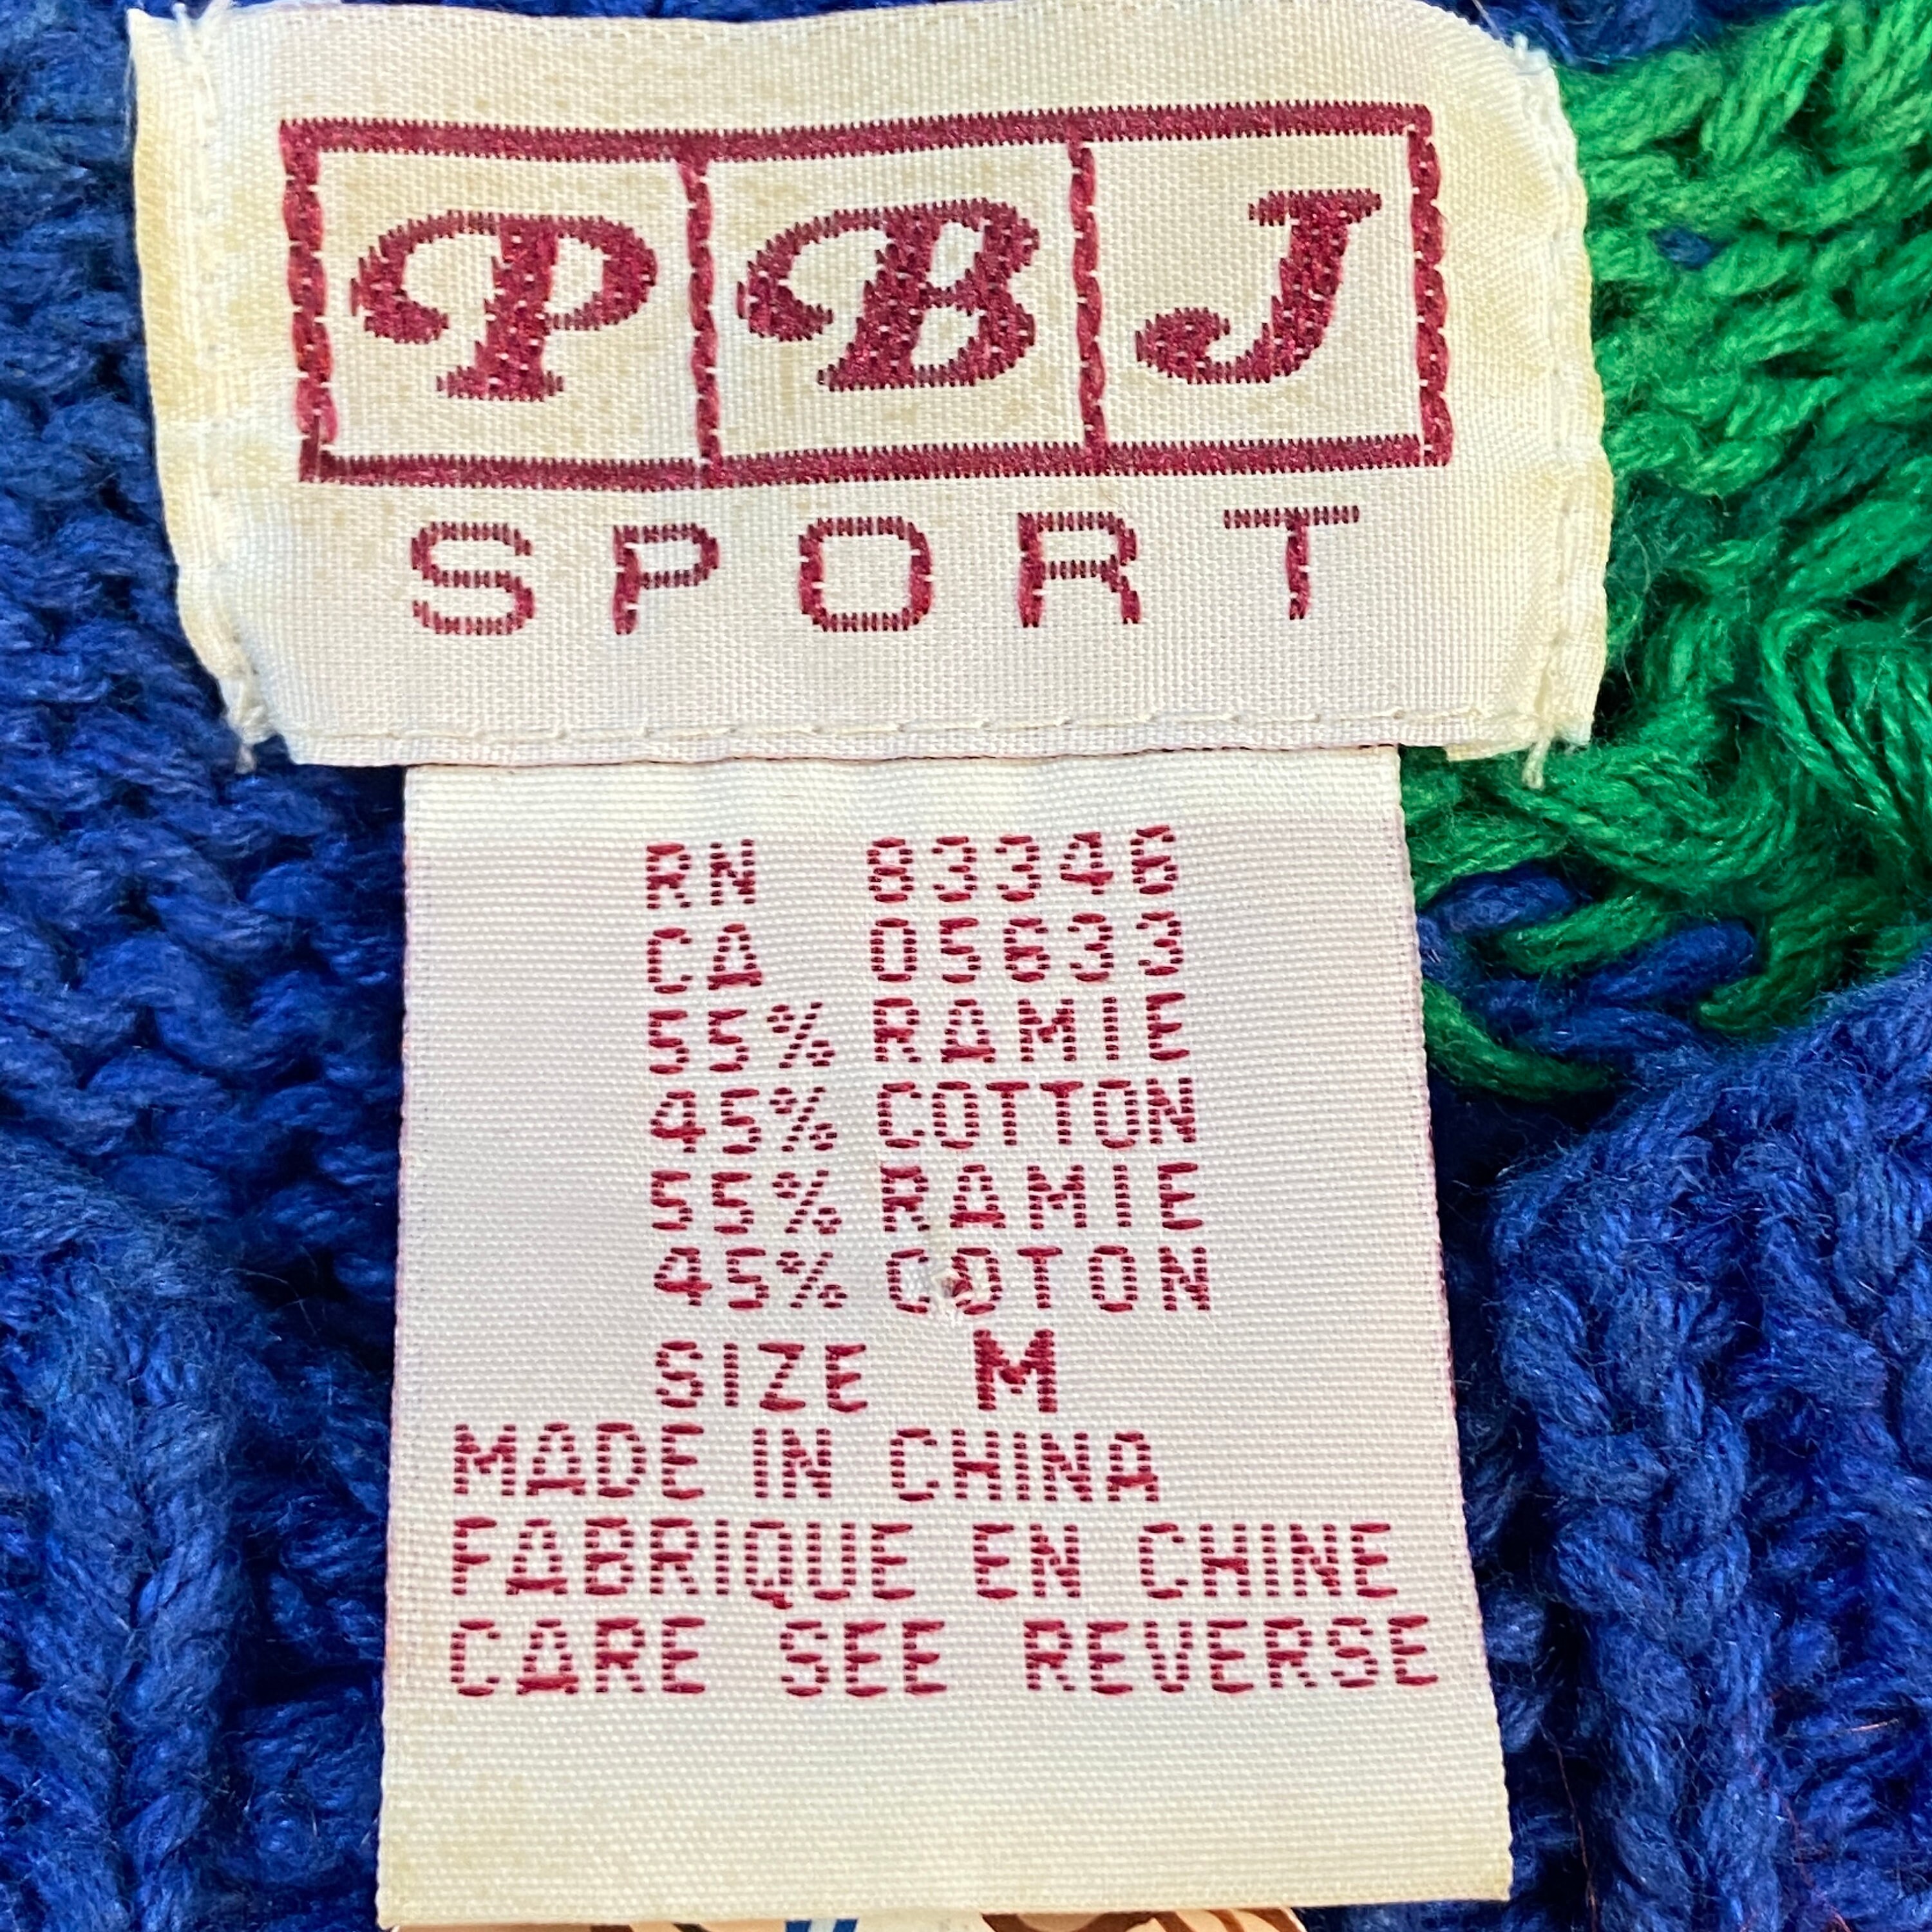 PBJ
SPORT
RN 83346
CA 05633
55% RAMIE
45% COTTON
55% RAMIE
45% COTON
SIZE M
MADE IN CHINA
FABRIQUE EN CHINE
CARE SEE REVERSE